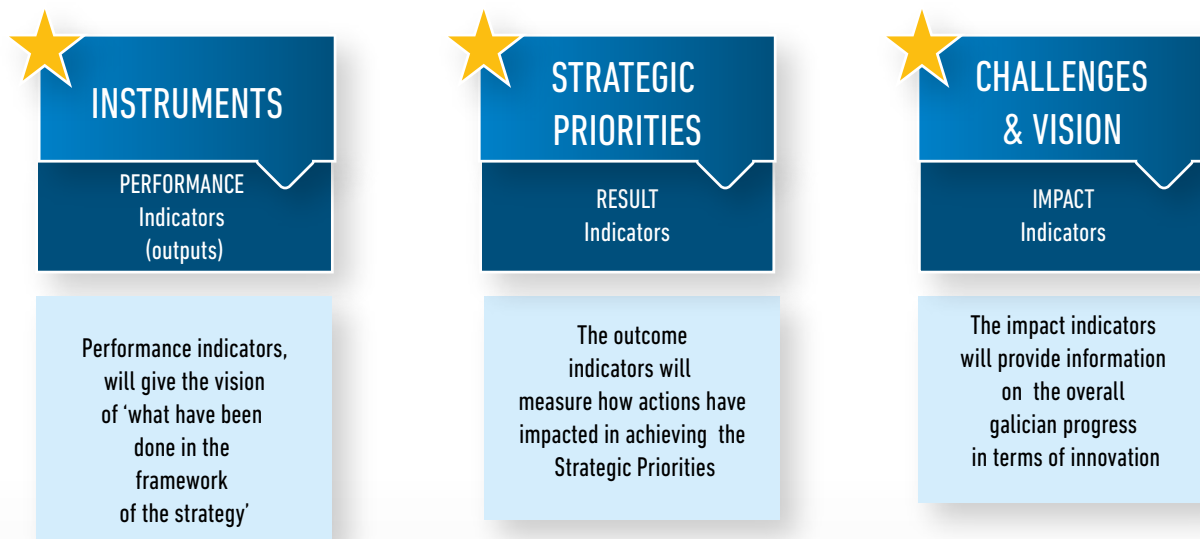 INSTRUMENTS
PERFORMANCE
Indicators
(outputs)
Performance indicators,
will give the vision
of ‘what have been
done in the
framework
of the strategy’
STRATEGIC
PRIORITIES
RESULT
Indicators
The outcome
indicators will
measure how actions have
impacted in achieving the
Strategic Priorities
CHALLENGES
& VISION
IMPACT
Indicators
The impact indicators
will provide information
on the overall
galician progress
in terms of innovation